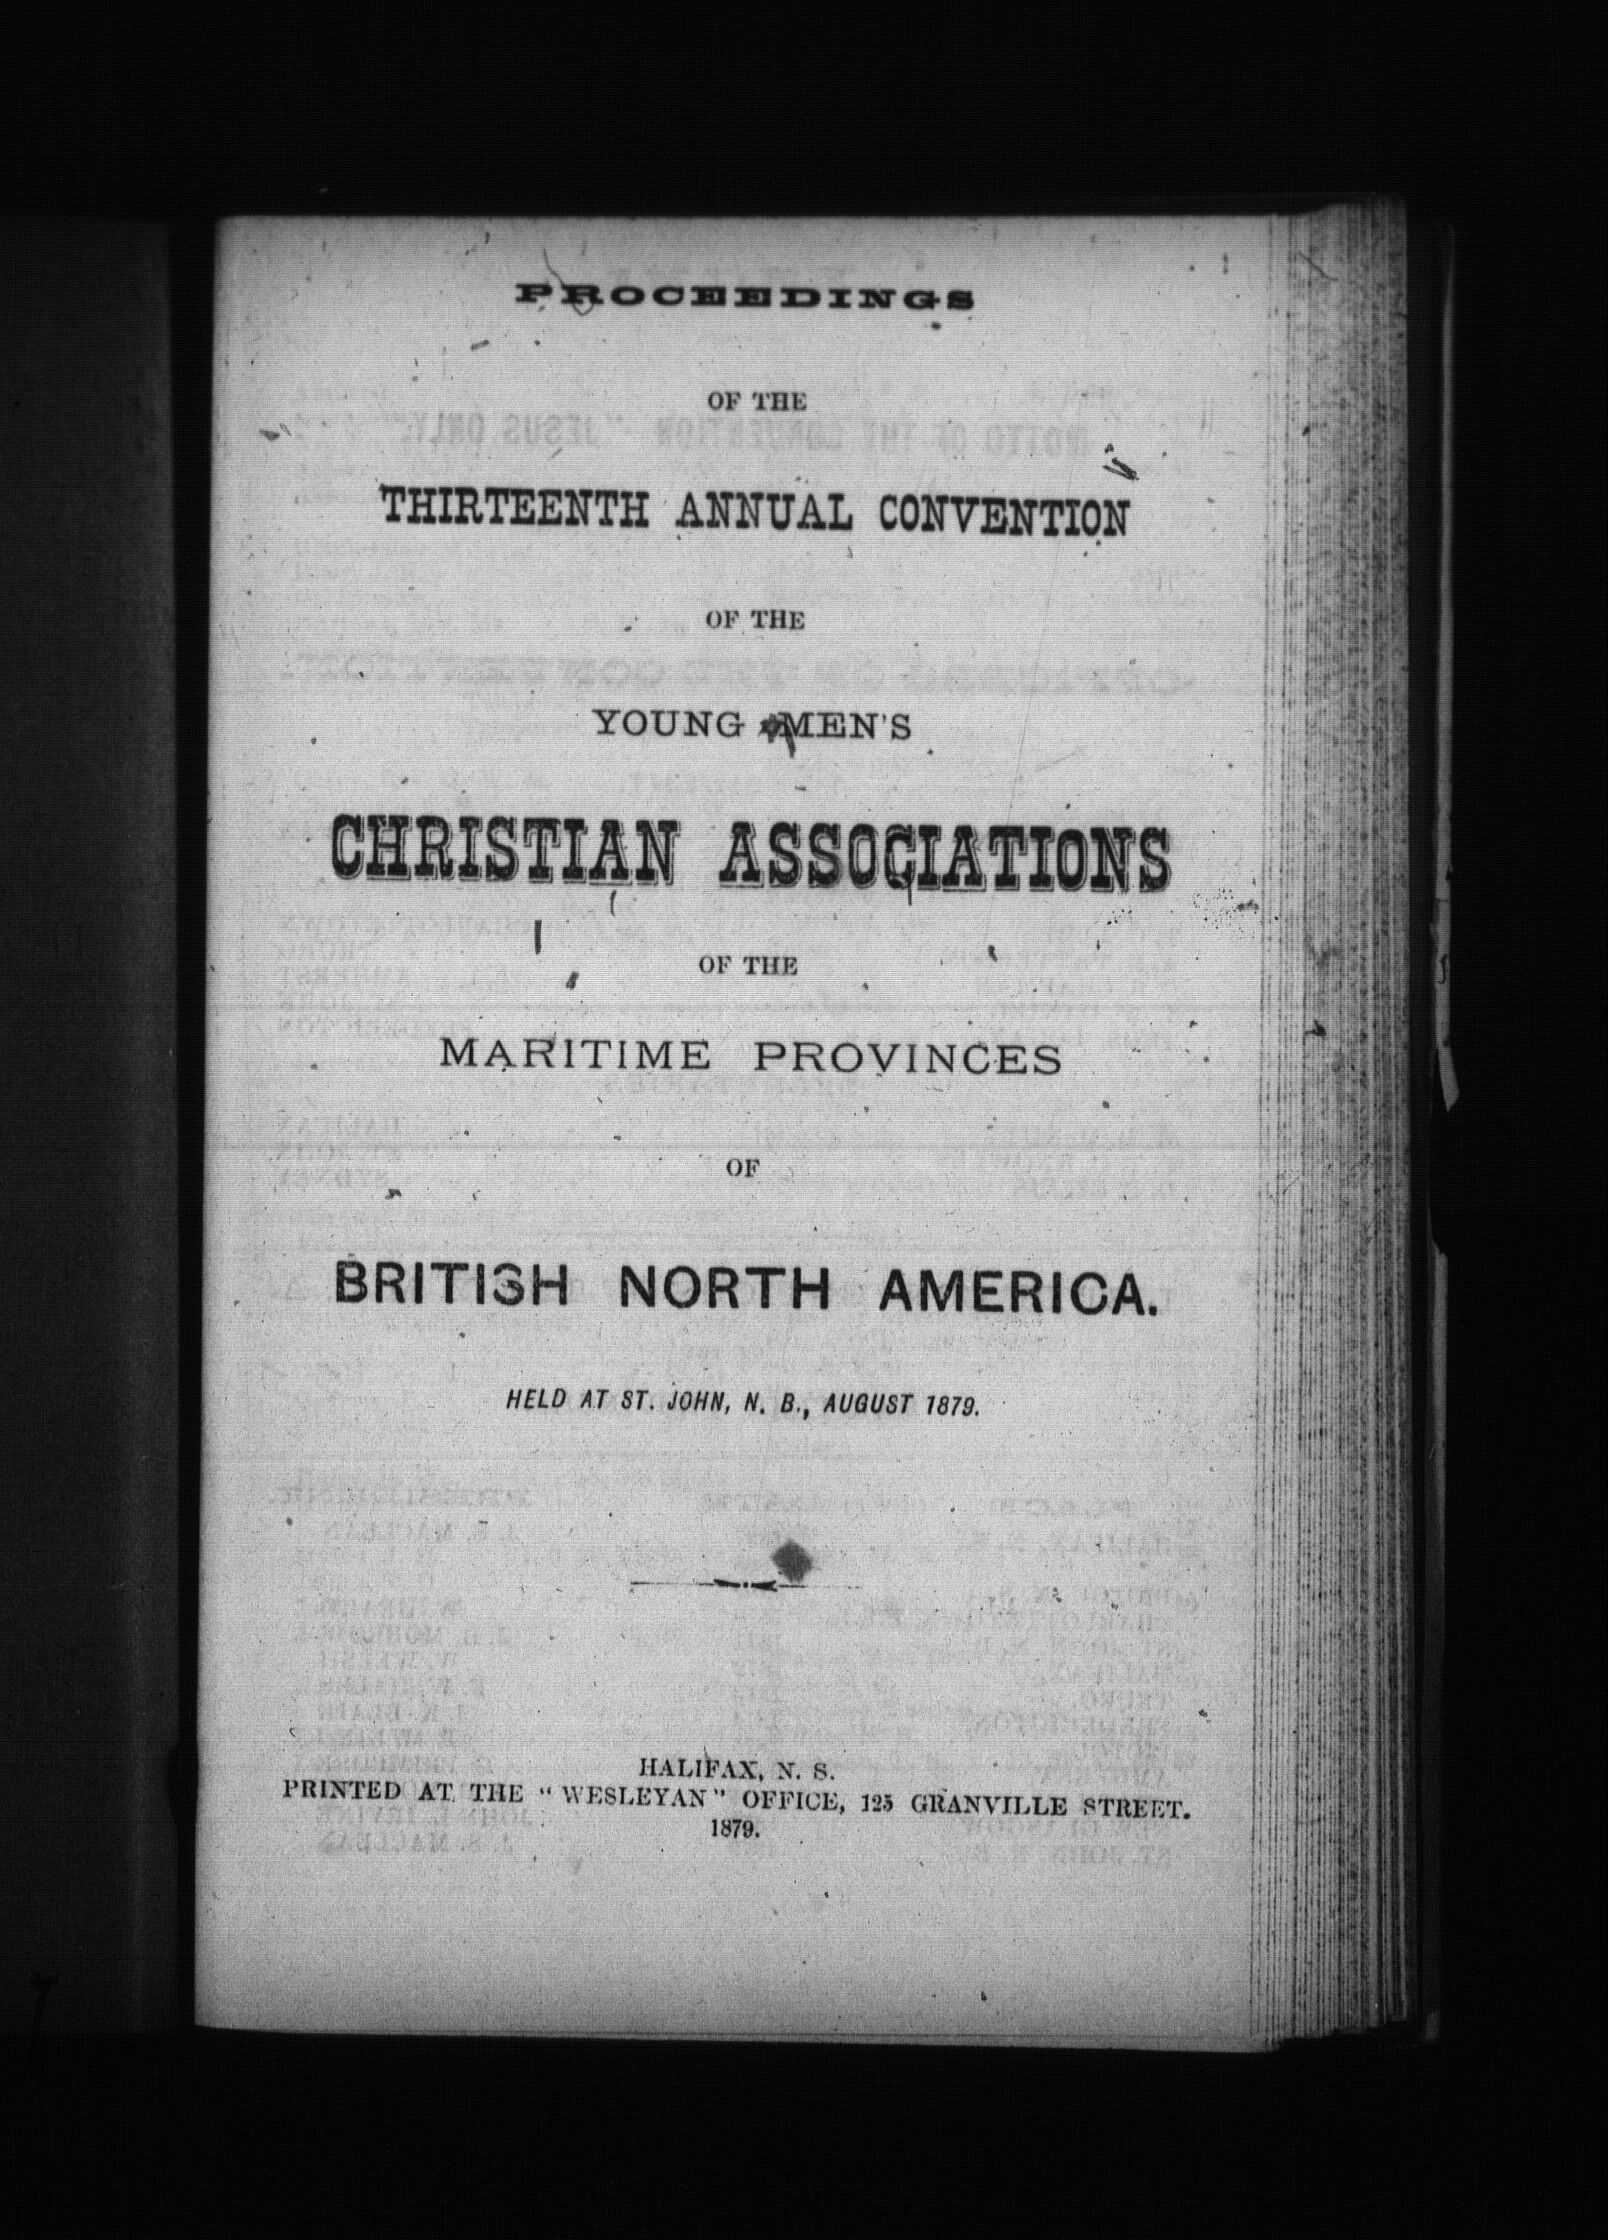 PROCEEDINGS
OF THE
THIRTEENTH ANNUAL CONVENTION
OF THE
YOUNG MEN'S
CHRISTIAN ASSOCIATIONS
OF THE
MARITIME PROVINCES
OF
BRITISH NORTH AMERICA.
HELD AT ST. JOHN, N. B., AUGUST 1879.
HALIFAX, N. S.
PRINTED AT THE "WESLEYAN" OFFICE, 125 GRANVILLE STREET.
1879.